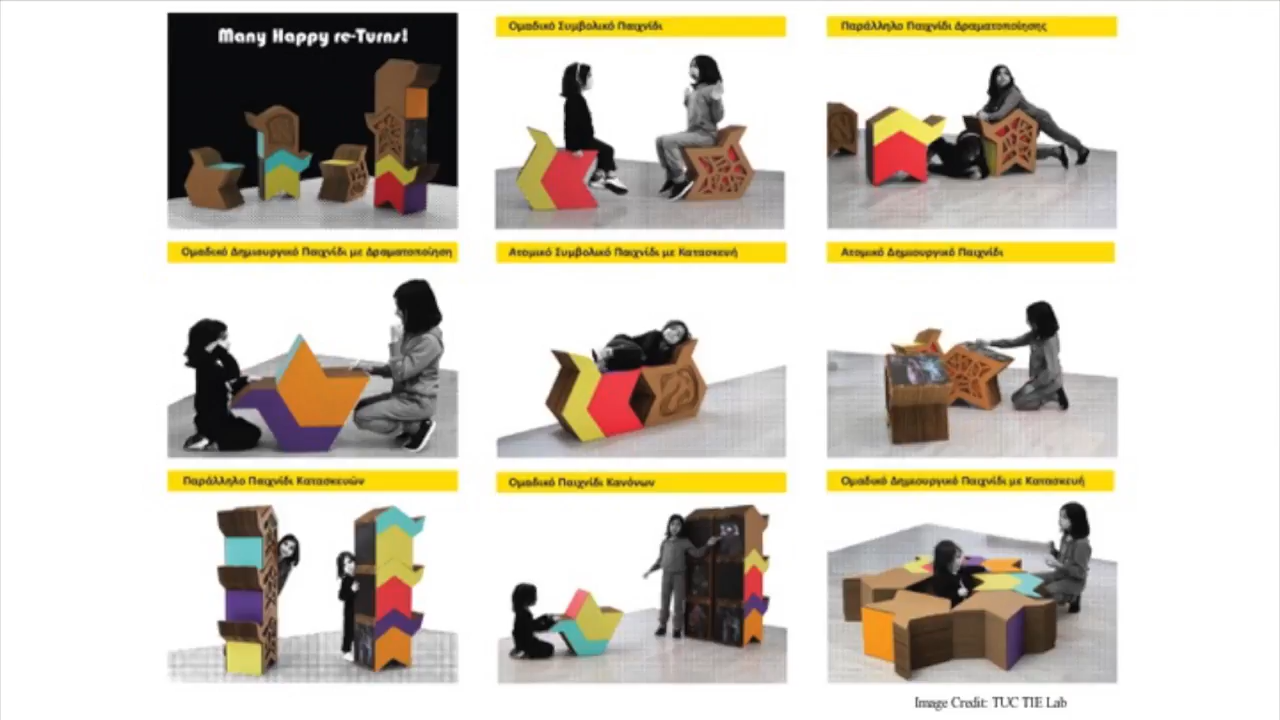 Many Happy re-Turns!
Ομαδικό Συμβολικό Παιχνίδι
Παράλληλο Παιχνίδι Δραματοποίησης
Ομαδικό Δημιουργικό Παιχνίδι με Δραματοποίηση
Ατομικό Συμβολικό Παιχνίδι με Κατασκευή
Ατομικό Δημιουργικό Παιχνίδι
Παράλληλο Παιχνίδι Κατασκευών
Ομαδικό Παιχνίδι Κανόνων
Ομαδικό Δημιουργικό Παιχνίδι με Κατασκευή
Image Credit: TUC TIE Lab